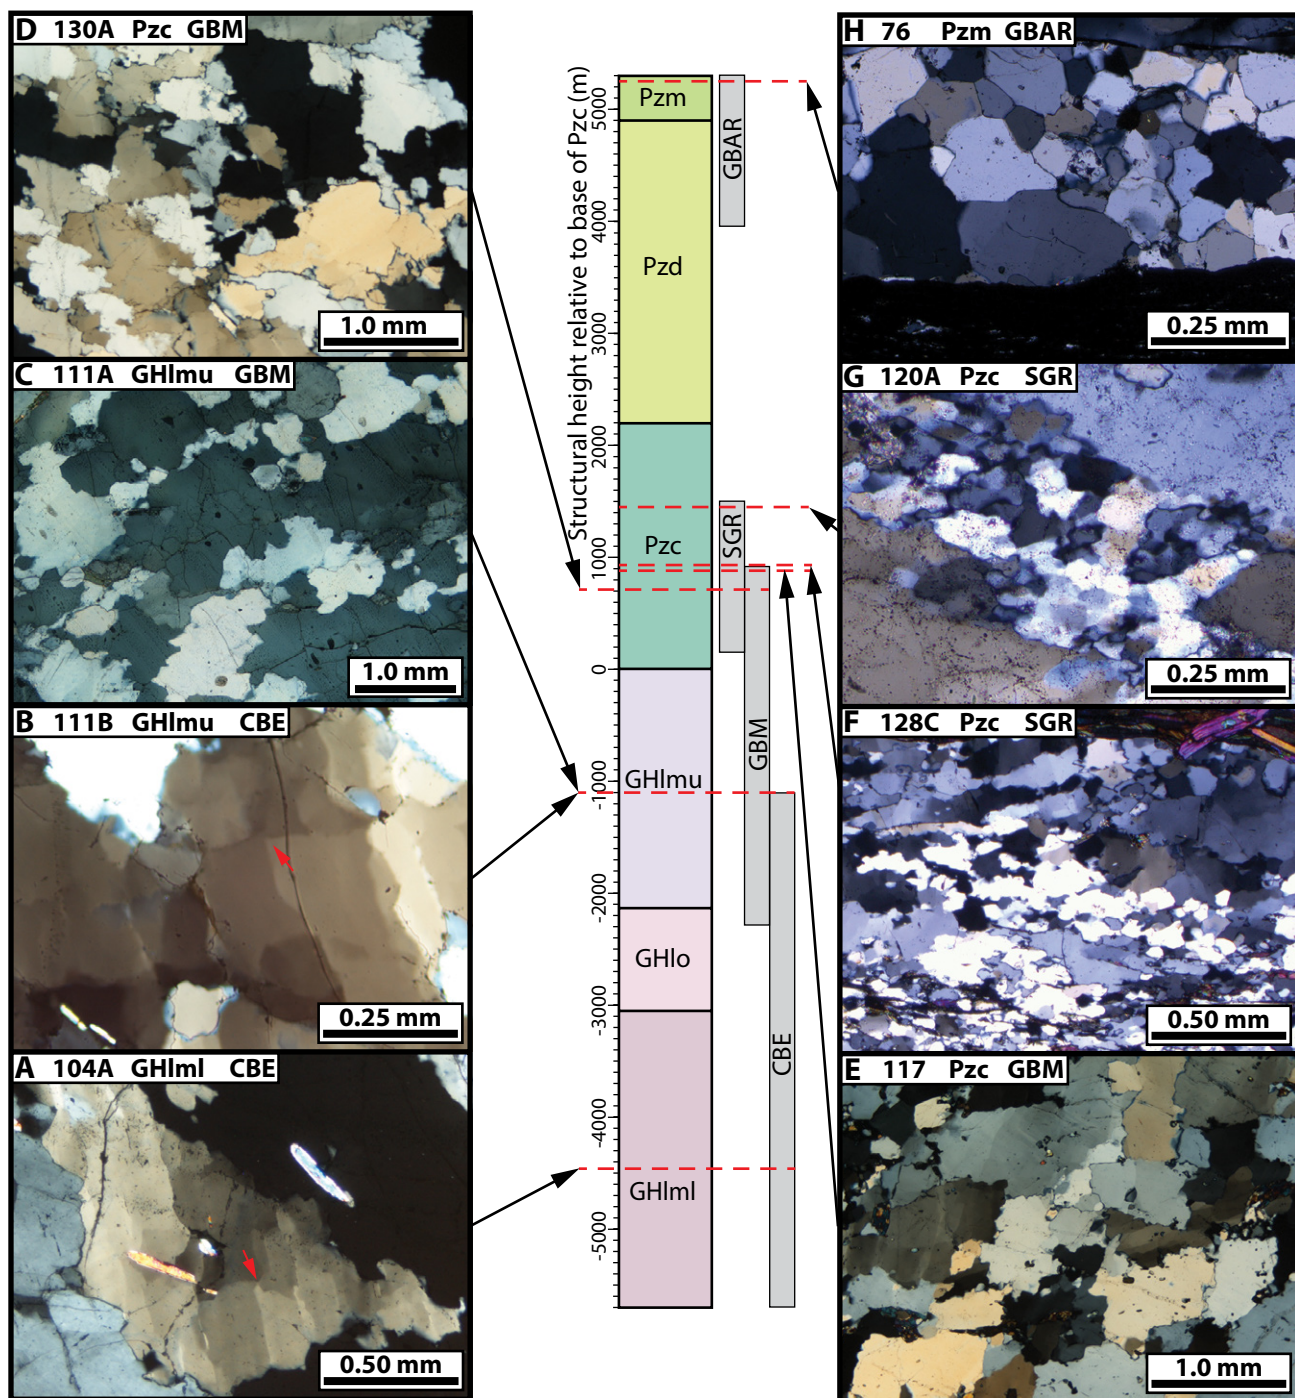 D 130A Pzc GBM
1.0 mm
C 111A GHlmu GBM
1.0 mm
B 111B GHlmu CBE
0.25 mm
A 104A GHlml CBE
0.50 mm
Structural height relative to base of Pzc (m)
5000
4000
3000
2000
1000
0
-1000
-2000
-3000
-4000
-5000
Pzm
Pzd
Pzc
GHlmu
GHlo
GHlml
GBAR
SGR
GBM
CBE
H 76 Pzm GBAR
0.25 mm
G 120A Pzc SGR
0.25 mm
F 128C Pzc SGR
0.50 mm
E 117 Pzc GBM
1.0 mm